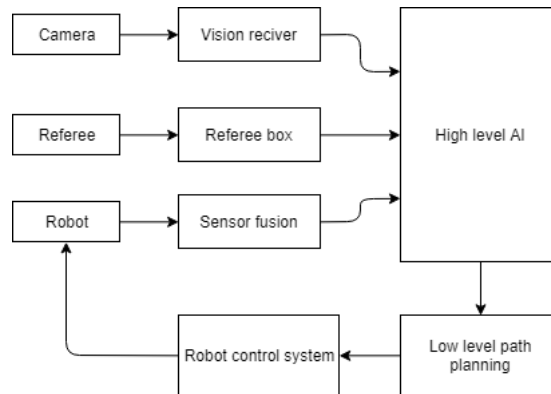 Camera
Vision reciver
Referee
Referee box
High level AI
Robot
Sensor fusion
Robot control system
Low level path
planning